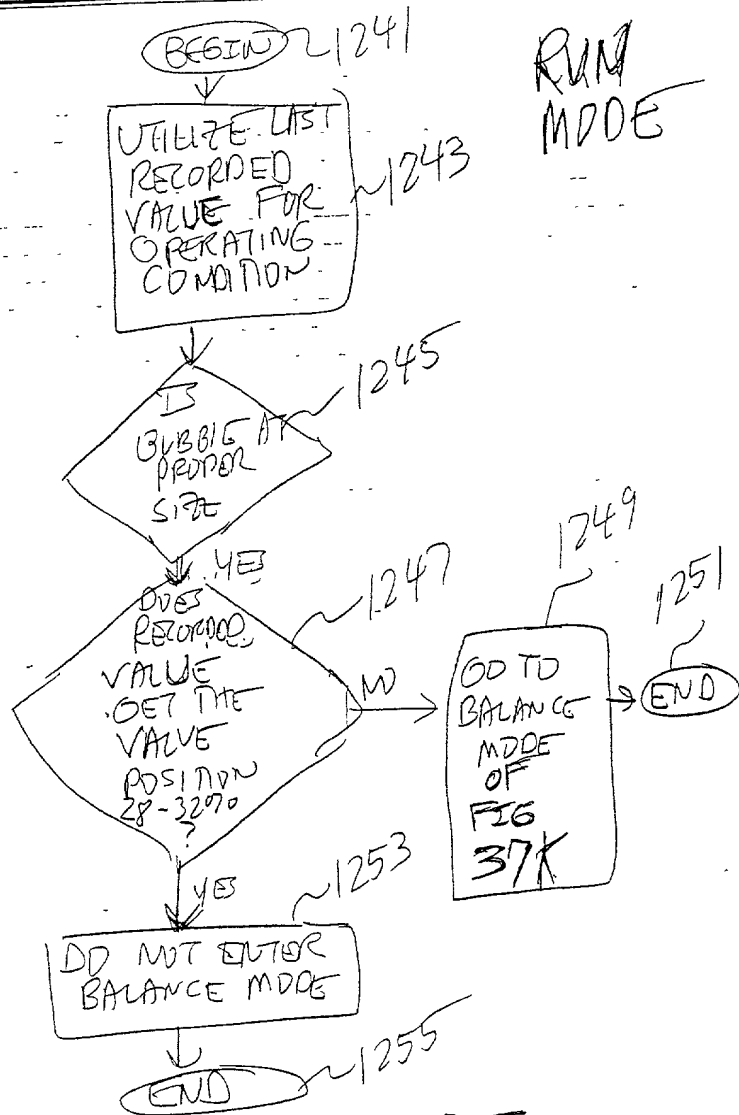 BEGIN 1241
RUN
MODE
UTILIZE LAST
RECORDED
VALUE FOR
OPERATING
CONDITION
1243
IS
BUBBLE AT
PROPER
SIZE
1245
YES
DOES
RECORDED
VALUE
GET THE
VALUE
POSITION
28-32%
?
1247
NO
GO TO
BALANCE
MODE
OF
FIG
37K
1249
END
1251
YES
DO NOT ENTER
BALANCE MODE
1253
END
1255